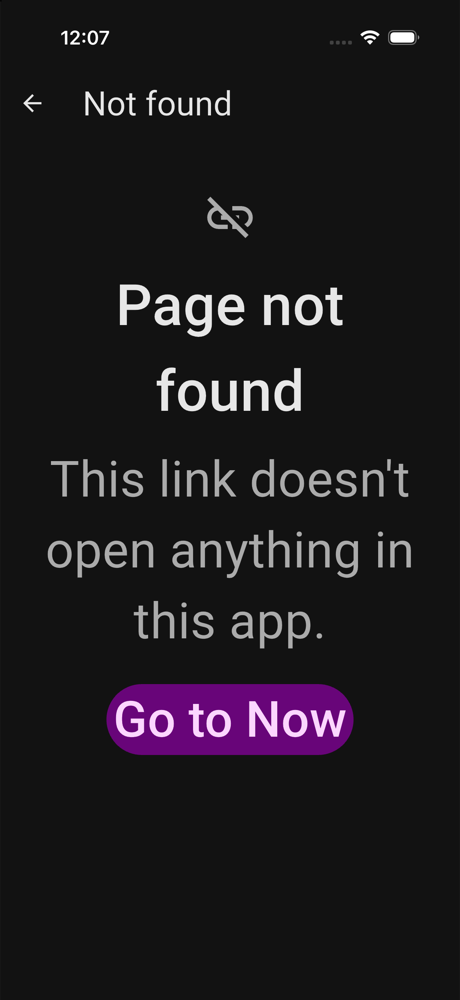 12:07
Not found
Page not
found
This link doesn't
open anything in
this app.
Go to Now